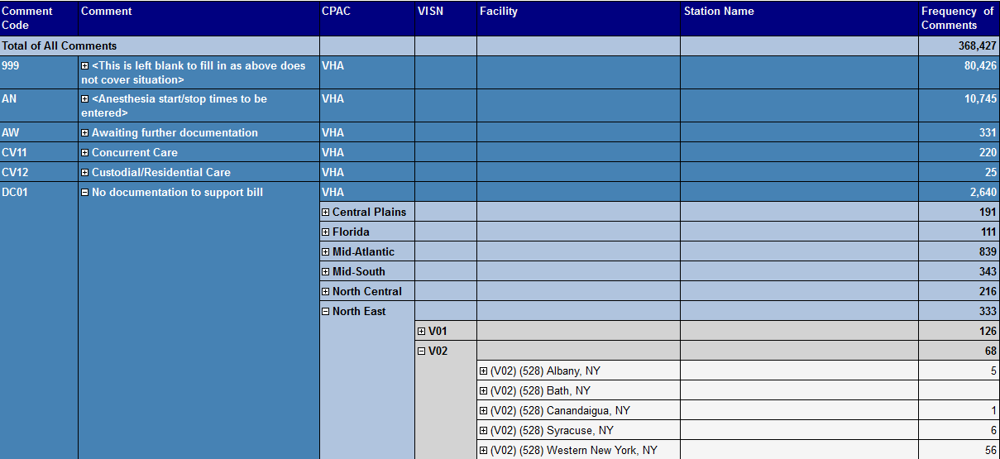 Comment Code Comment CPAC VISN Facility Station Name Frequency of Comments
Total of All Comments 368,427
999 <This is left blank to fill in as above does not cover situation> VHA 80,426
AN <Anesthesia start/stop times to be entered> VHA 10,745
AW Awaiting further documentation VHA 331
CV11 Concurrent Care VHA 220
CV12 Custodial/Residential Care VHA 25
DC01 No documentation to support bill VHA 2,640
Central Plains 191
Florida 111
Mid-Atlantic 839
Mid-South 343
North Central 216
North East 333
V01 126
V02 68
(V02) (528) Albany, NY 5
(V02) (528) Bath, NY
(V02) (528) Canandaigua, NY 1
(V02) (528) Syracuse, NY 6
(V02) (528) Western New York, NY 56